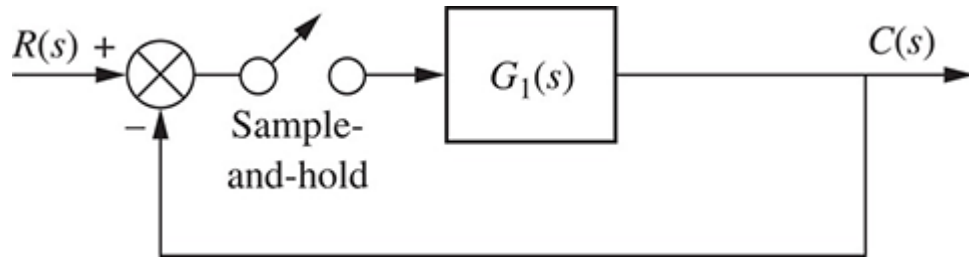 R(s) +
G₁(s)
C(s)
−
Sample-
and-hold